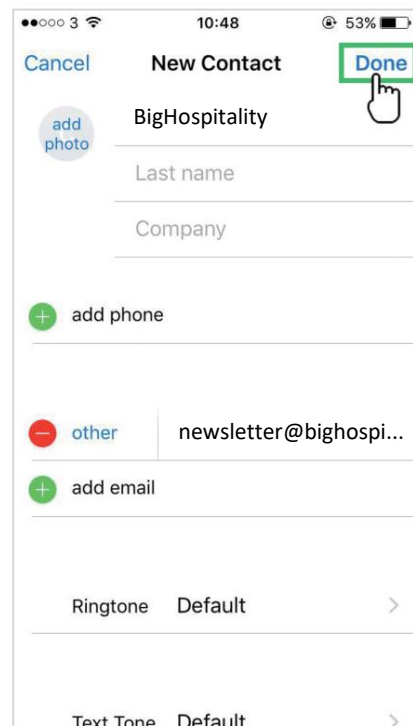 3 10:48 53%
Cancel New Contact Done
add photo
BigHospitality
Last name
Company
add phone
other newsletter@bighospi...
add email
Ringtone Default
Text Tone Default